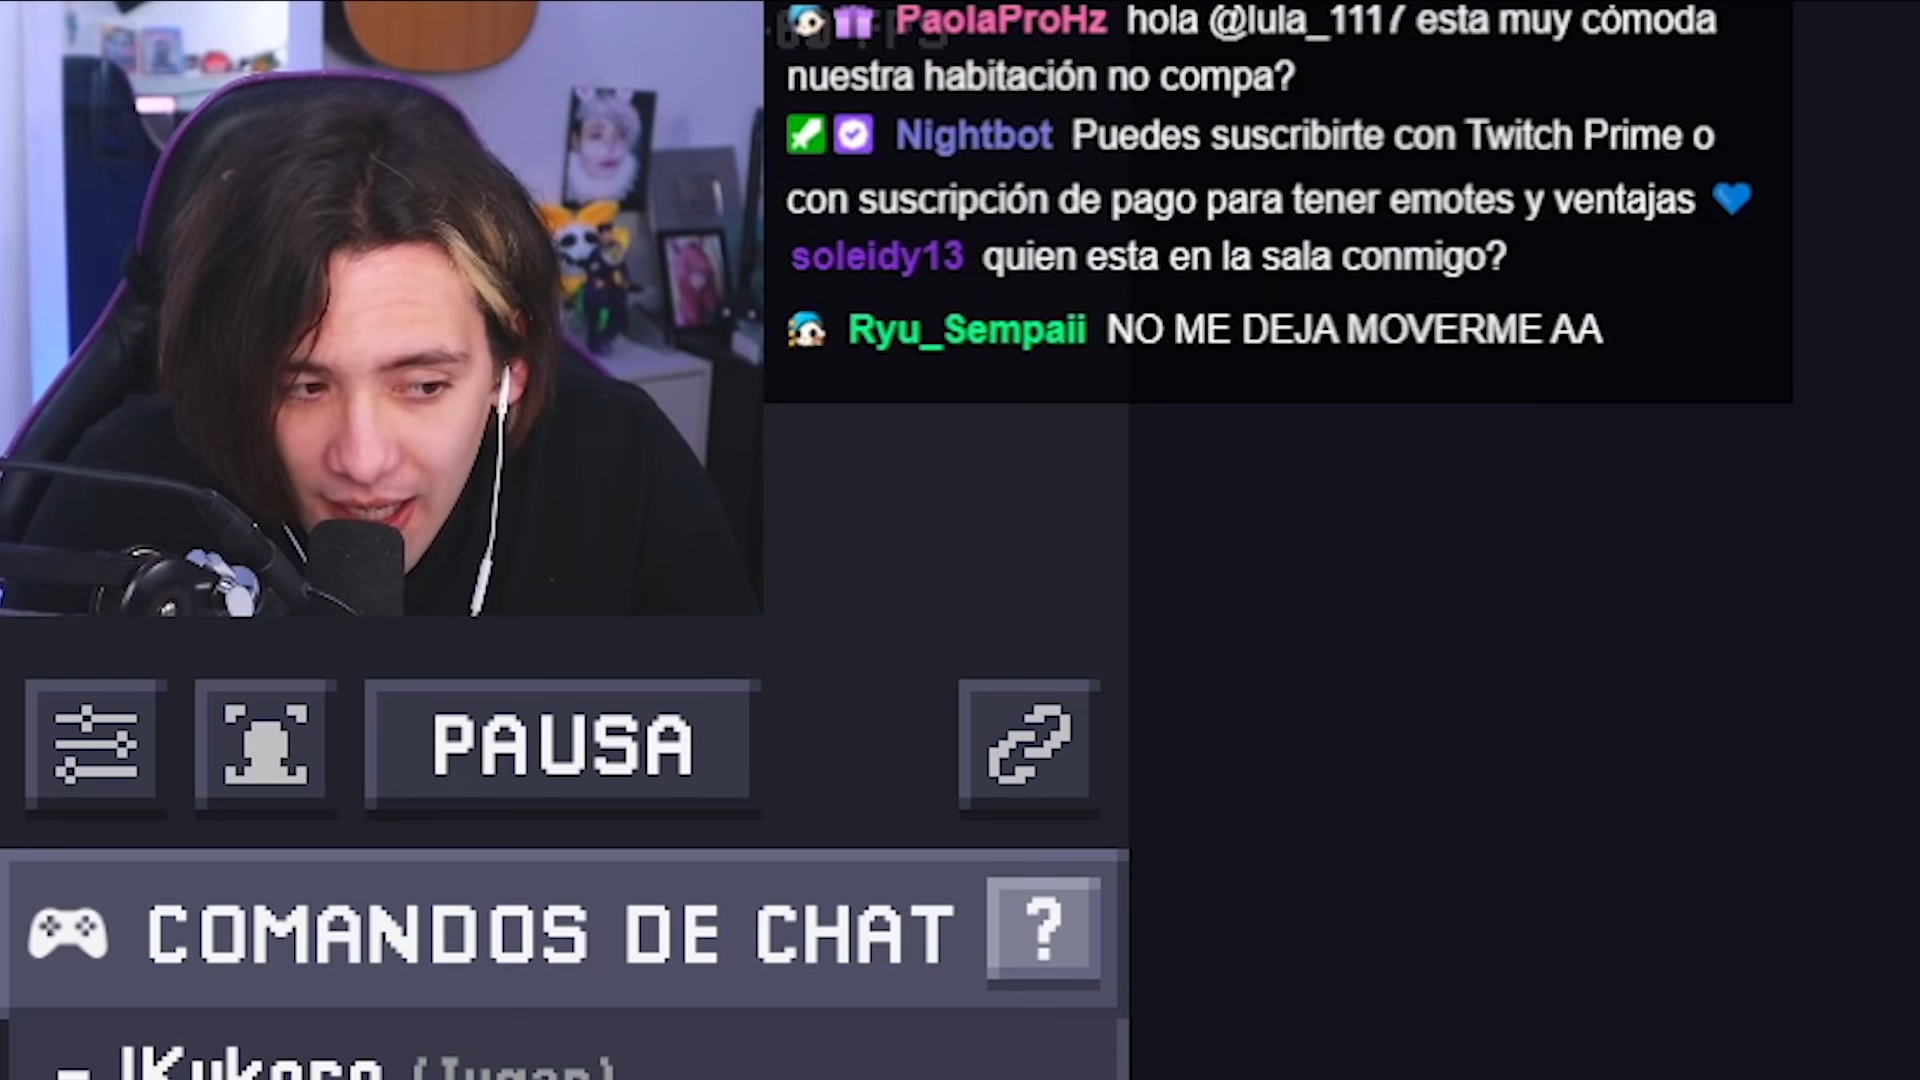 PaolaProHz hola @lula_1117 esta muy cómoda
nuestra habitación no compa?
Nightbot Puedes suscribirte con Twitch Prime o
con suscripción de pago para tener emotes y ventajas
soleidy13 quien esta en la sala conmigo?
Ryu_Sempaii NO ME DEJA MOVERME AA
PAUSA
COMANDOS DE CHAT ?
- !Kukoro (Jugar)